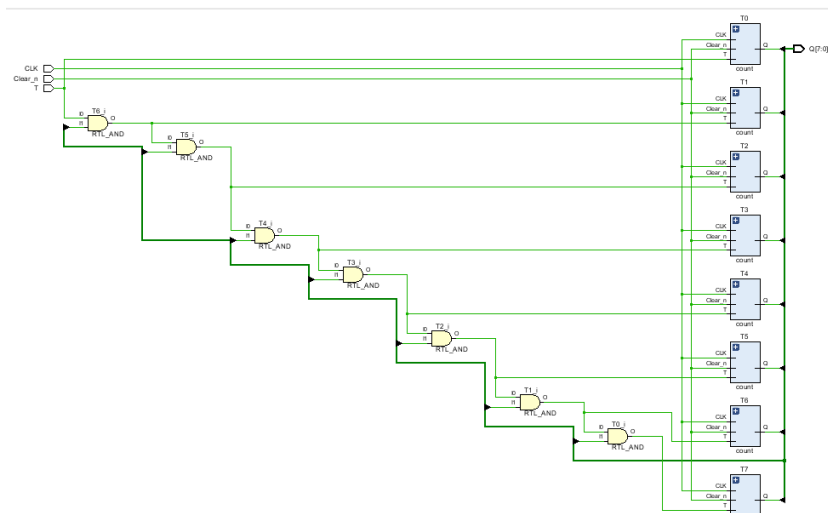 T0
CLK
Clear_n
T
Q
count
Q[7:0]
CLK
Clear_n
T
T1
CLK
Clear_n
T
Q
count
T6_i
I0
I1
O
RTL_AND
T5_i
I0
I1
O
RTL_AND
T2
CLK
Clear_n
T
Q
count
T4_i
I0
I1
O
RTL_AND
T3
CLK
Clear_n
T
Q
count
T3_i
I0
I1
O
RTL_AND
T4
CLK
Clear_n
T
Q
count
T2_i
I0
I1
O
RTL_AND
T5
CLK
Clear_n
T
Q
count
T1_i
I0
I1
O
RTL_AND
T6
CLK
Clear_n
T
Q
count
T0_i
I0
I1
O
RTL_AND
T7
CLK
Clear_n
T
Q